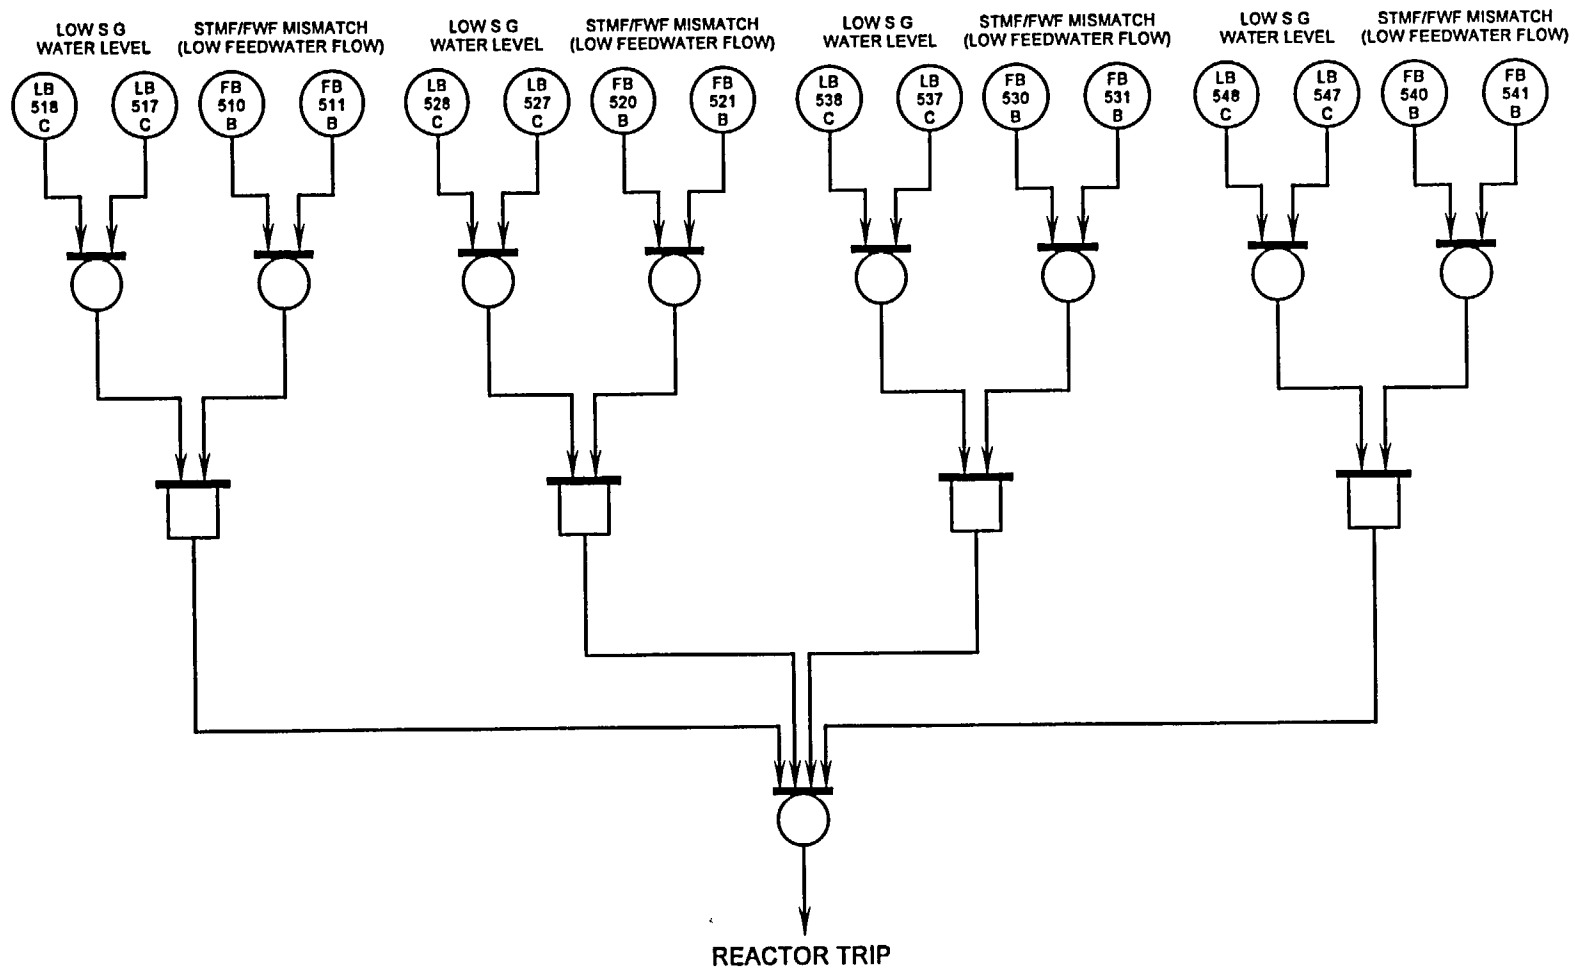 LOW S G
WATER LEVEL
STMF/FWF MISMATCH
(LOW FEEDWATER FLOW)
LOW S G
WATER LEVEL
STMF/FWF MISMATCH
(LOW FEEDWATER FLOW)
LOW S G
WATER LEVEL
STMF/FWF MISMATCH
(LOW FEEDWATER FLOW)
LOW S G
WATER LEVEL
STMF/FWF MISMATCH
(LOW FEEDWATER FLOW)
LB
518
C
LB
517
C
FB
510
B
FB
511
B
LB
528
C
LB
527
C
FB
520
B
FB
521
B
LB
538
C
LB
537
C
FB
530
B
FB
531
B
LB
548
C
LB
547
C
FB
540
B
FB
541
B
REACTOR TRIP